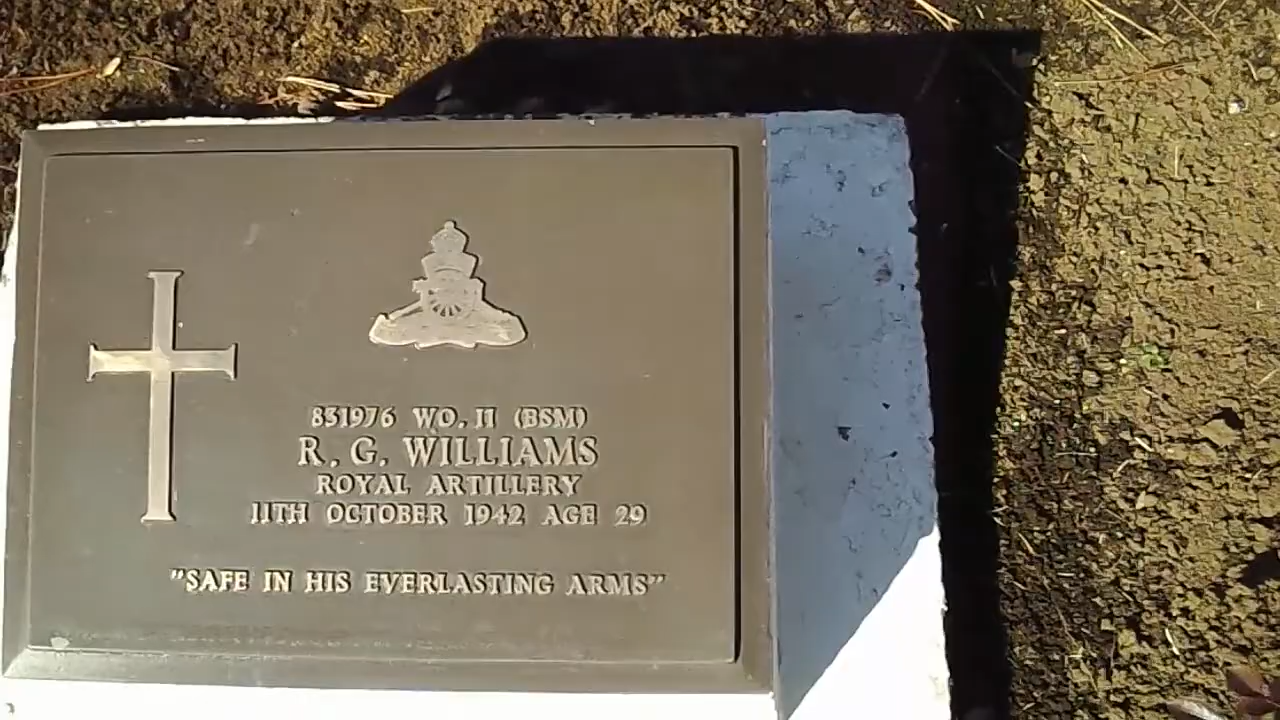 831976 WO. II (BSM)
R. G. WILLIAMS
ROYAL ARTILLERY
11TH OCTOBER 1942 AGE 29
"SAFE IN HIS EVERLASTING ARMS"